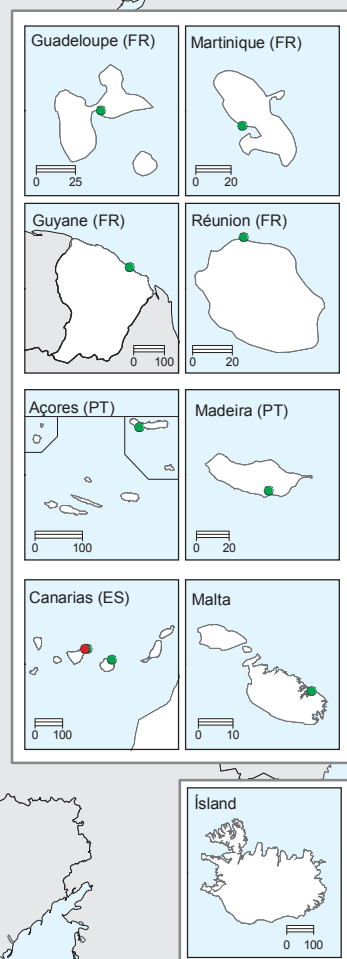 Guadeloupe (FR)
0 25
Martinique (FR)
0 20
Guyane (FR)
0 100
Réunion (FR)
0 20
Açores (PT)
0 100
Madeira (PT)
0 20
Canarias (ES)
0 100
Malta
0 10
Ísland
0 100